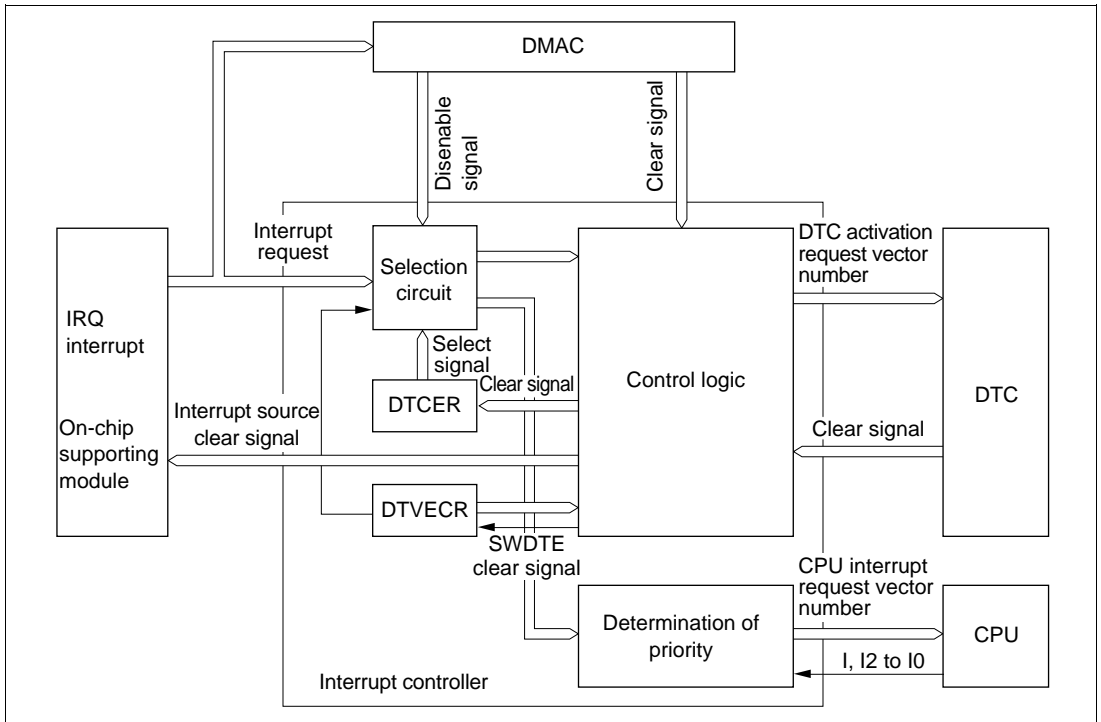 DMAC
Disenable
signal
Clear signal
Interrupt
request
Selection
circuit
DTC activation
request vector
number
IRQ
interrupt
On-chip
supporting
module
Select
signal
Clear signal
DTCER
Control logic
DTC
Interrupt source
clear signal
Clear signal
DTVECR
SWDTE
clear signal
CPU interrupt
request vector
number
Determination of
priority
CPU
I, I2 to I0
Interrupt controller